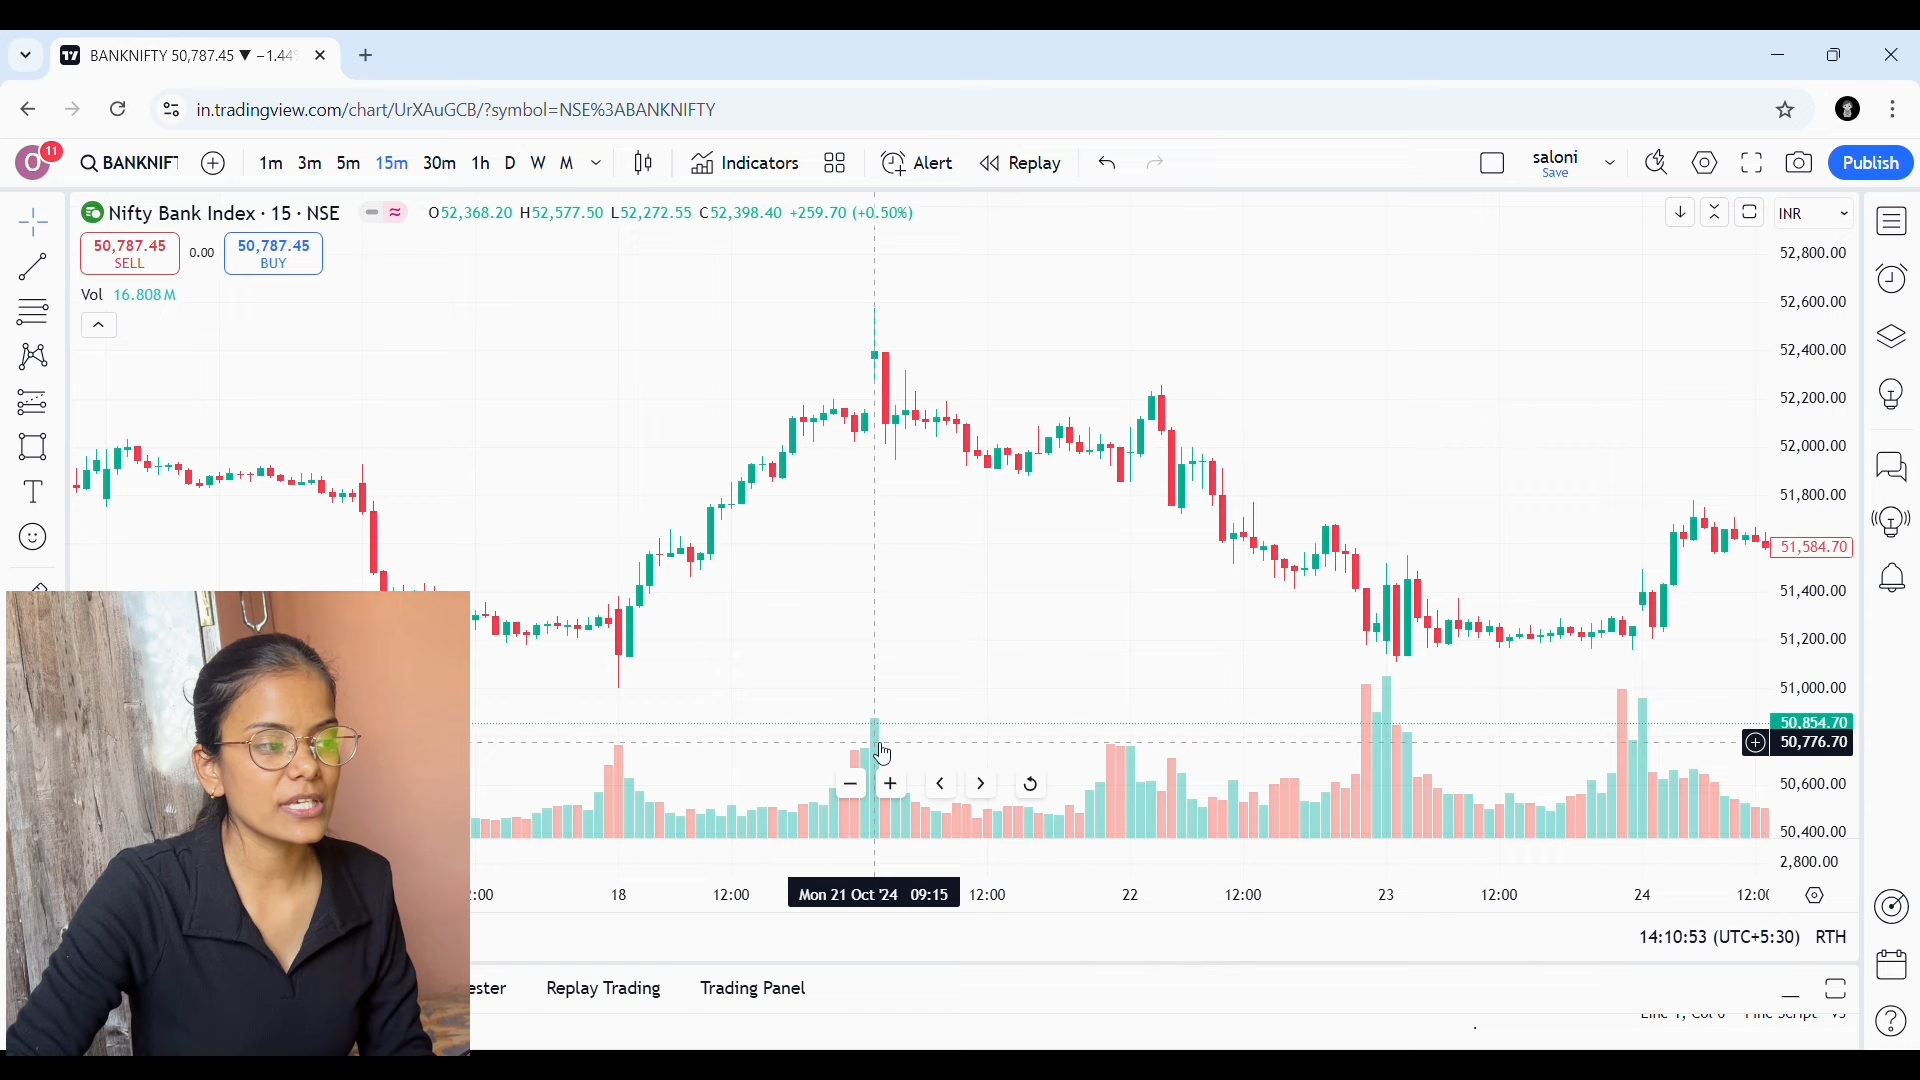 BANKNIFTY 50,787.45 ▼ −1.44%
in.tradingview.com/chart/UrXAuGCB/?symbol=NSE%3ABANKNIFTY
O 11 BANKNIFT 1m 3m 5m 15m 30m 1h D W M Indicators Alert Replay saloni Save Publish
Nifty Bank Index · 15 · NSE O52,368.20 H52,577.50 L52,272.55 C52,398.40 +259.70 (+0.50%) INR
50,787.45 SELL 0.00 50,787.45 BUY
Vol 16.808 M
52,800.00
52,600.00
52,400.00
52,200.00
52,000.00
51,800.00
51,584.70
51,400.00
51,200.00
51,000.00
50,854.70
50,776.70
50,600.00
50,400.00
2,800.00
:00 18 12:00 Mon 21 Oct '24 09:15 12:00 22 12:00 23 12:00 24 12:00
14:10:53 (UTC+5:30) RTH
ester Replay Trading Trading Panel